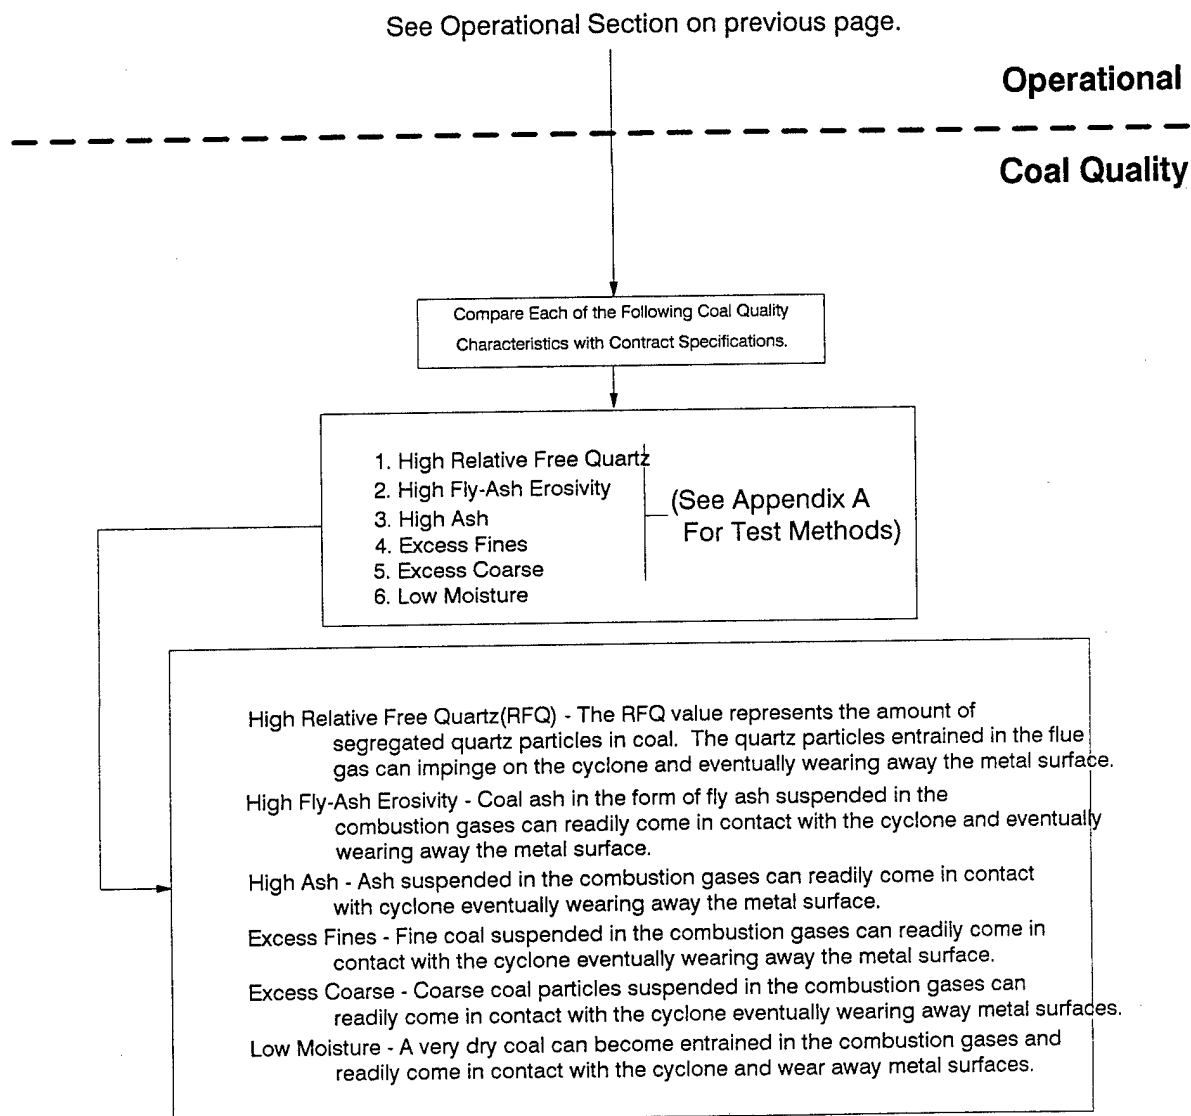 See Operational Section on previous page.
Operational
Coal Quality
Compare Each of the Following Coal Quality
Characteristics with Contract Specifications.
1. High Relative Free Quartz
2. High Fly-Ash Erosivity
3. High Ash
4. Excess Fines
5. Excess Coarse
6. Low Moisture
(See Appendix A
For Test Methods)
High Relative Free Quartz(RFQ) - The RFQ value represents the amount of
segregated quartz particles in coal. The quartz particles entrained in the flue
gas can impinge on the cyclone and eventually wearing away the metal surface.
High Fly-Ash Erosivity - Coal ash in the form of fly ash suspended in the
combustion gases can readily come in contact with the cyclone and eventually
wearing away the metal surface.
High Ash - Ash suspended in the combustion gases can readily come in contact
with cyclone eventually wearing away the metal surface.
Excess Fines - Fine coal suspended in the combustion gases can readily come in
contact with the cyclone eventually wearing away the metal surface.
Excess Coarse - Coarse coal particles suspended in the combustion gases can
readily come in contact with the cyclone eventually wearing away metal surfaces.
Low Moisture - A very dry coal can become entrained in the combustion gases and
readily come in contact with the cyclone and wear away metal surfaces.